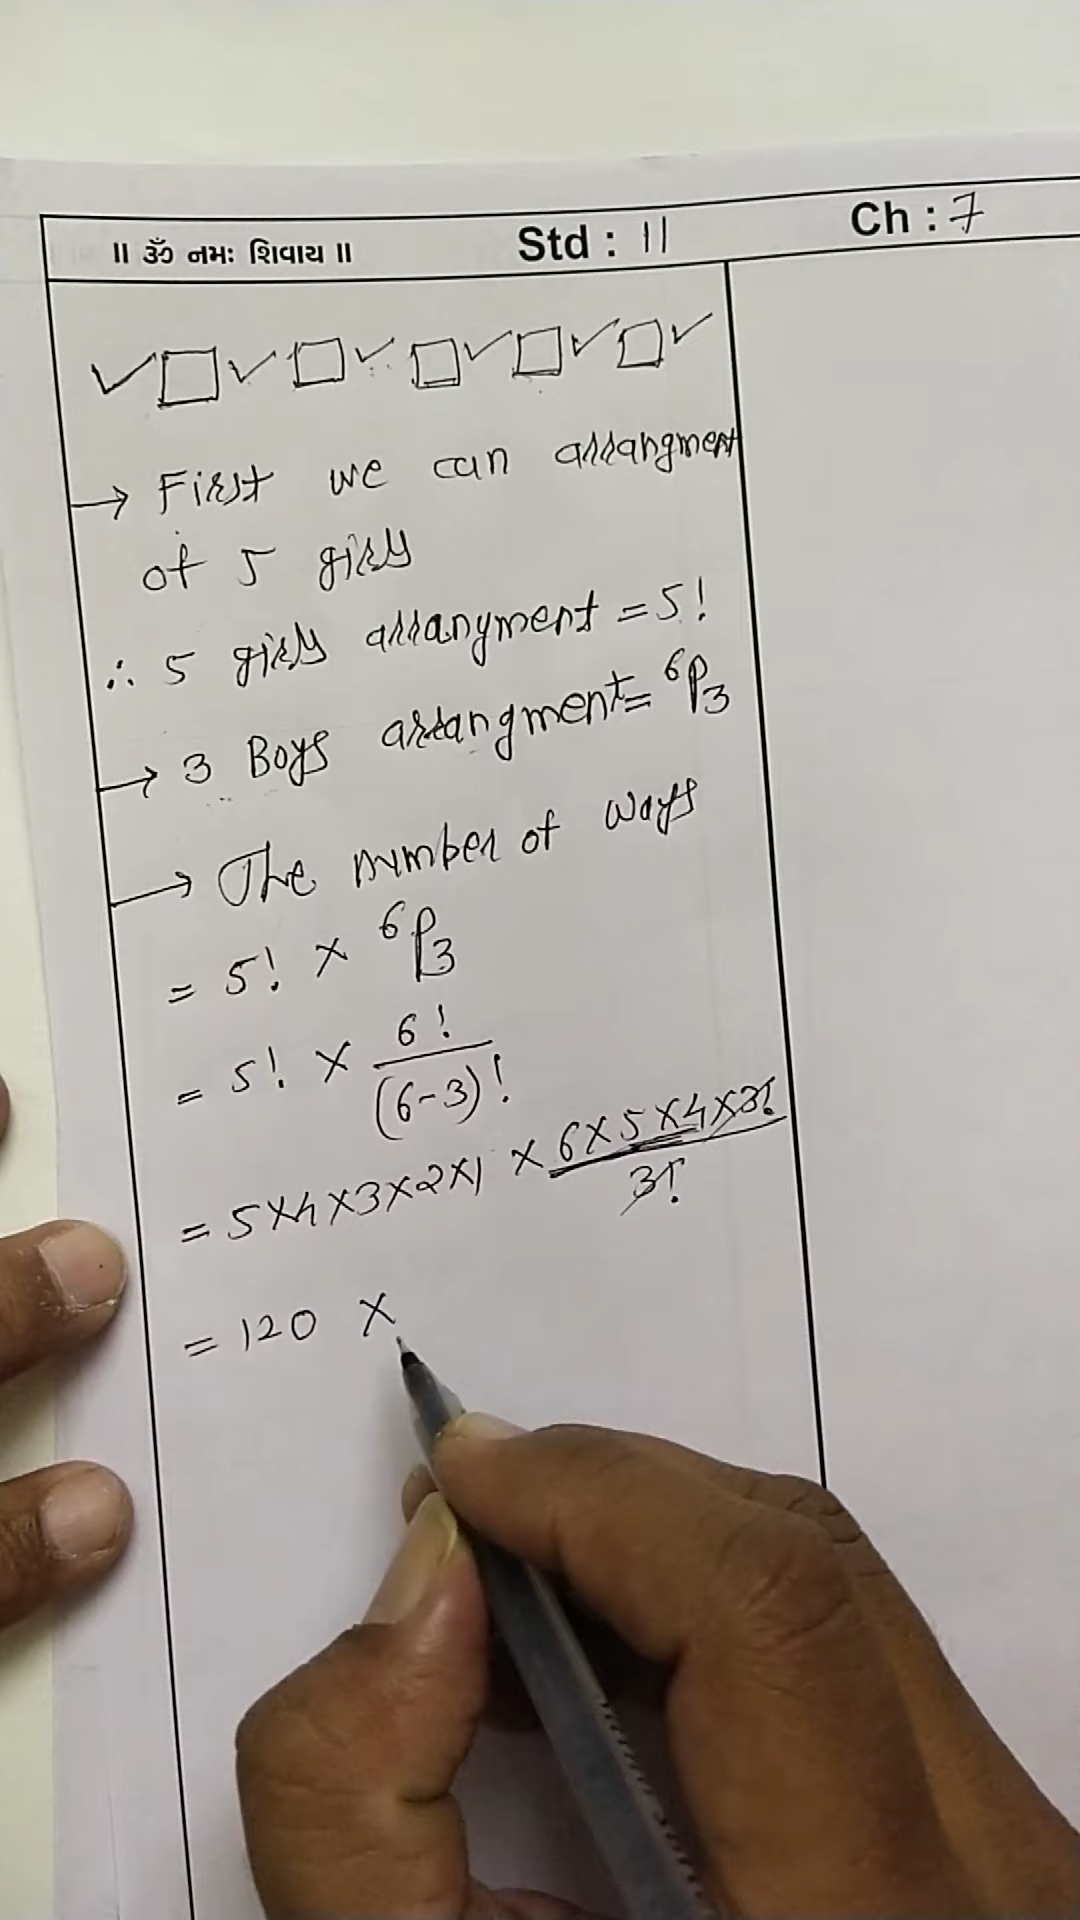 ॥ ૐ નમઃ શિવાય ॥ Std : 11 Ch : 7
✓ □ ✓ □ ✓ □ ✓ □ ✓ □ ✓
→ First we can arrangment
of 5 girls
∴ 5 girls arrangment = 5!
→ 3 Boys arrangment = ⁶P₃
→ The number of ways
= 5! × ⁶P₃
= 5! × 6! / (6-3)!
= 5×4×3×2×1 × 6×5×4×3! / 3!
= 120 ×